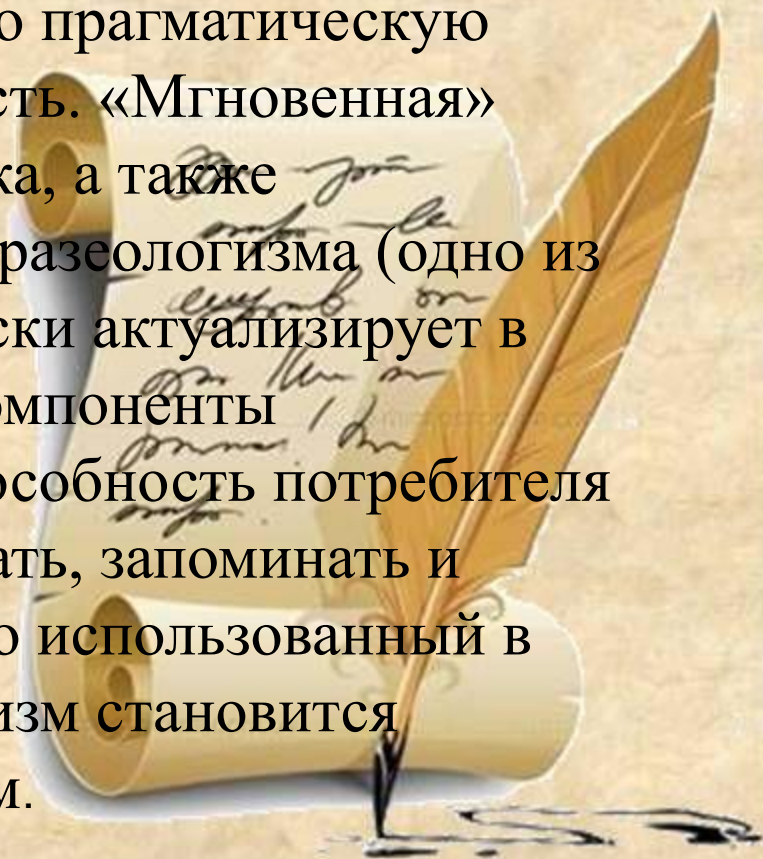 о прагматическую
сть. «Мгновенная»
ка, а также
разеологизма (одно из
ски актуализирует в
омпоненты
особность потребителя
ать, запоминать и
о использованный в
изм становится
м.